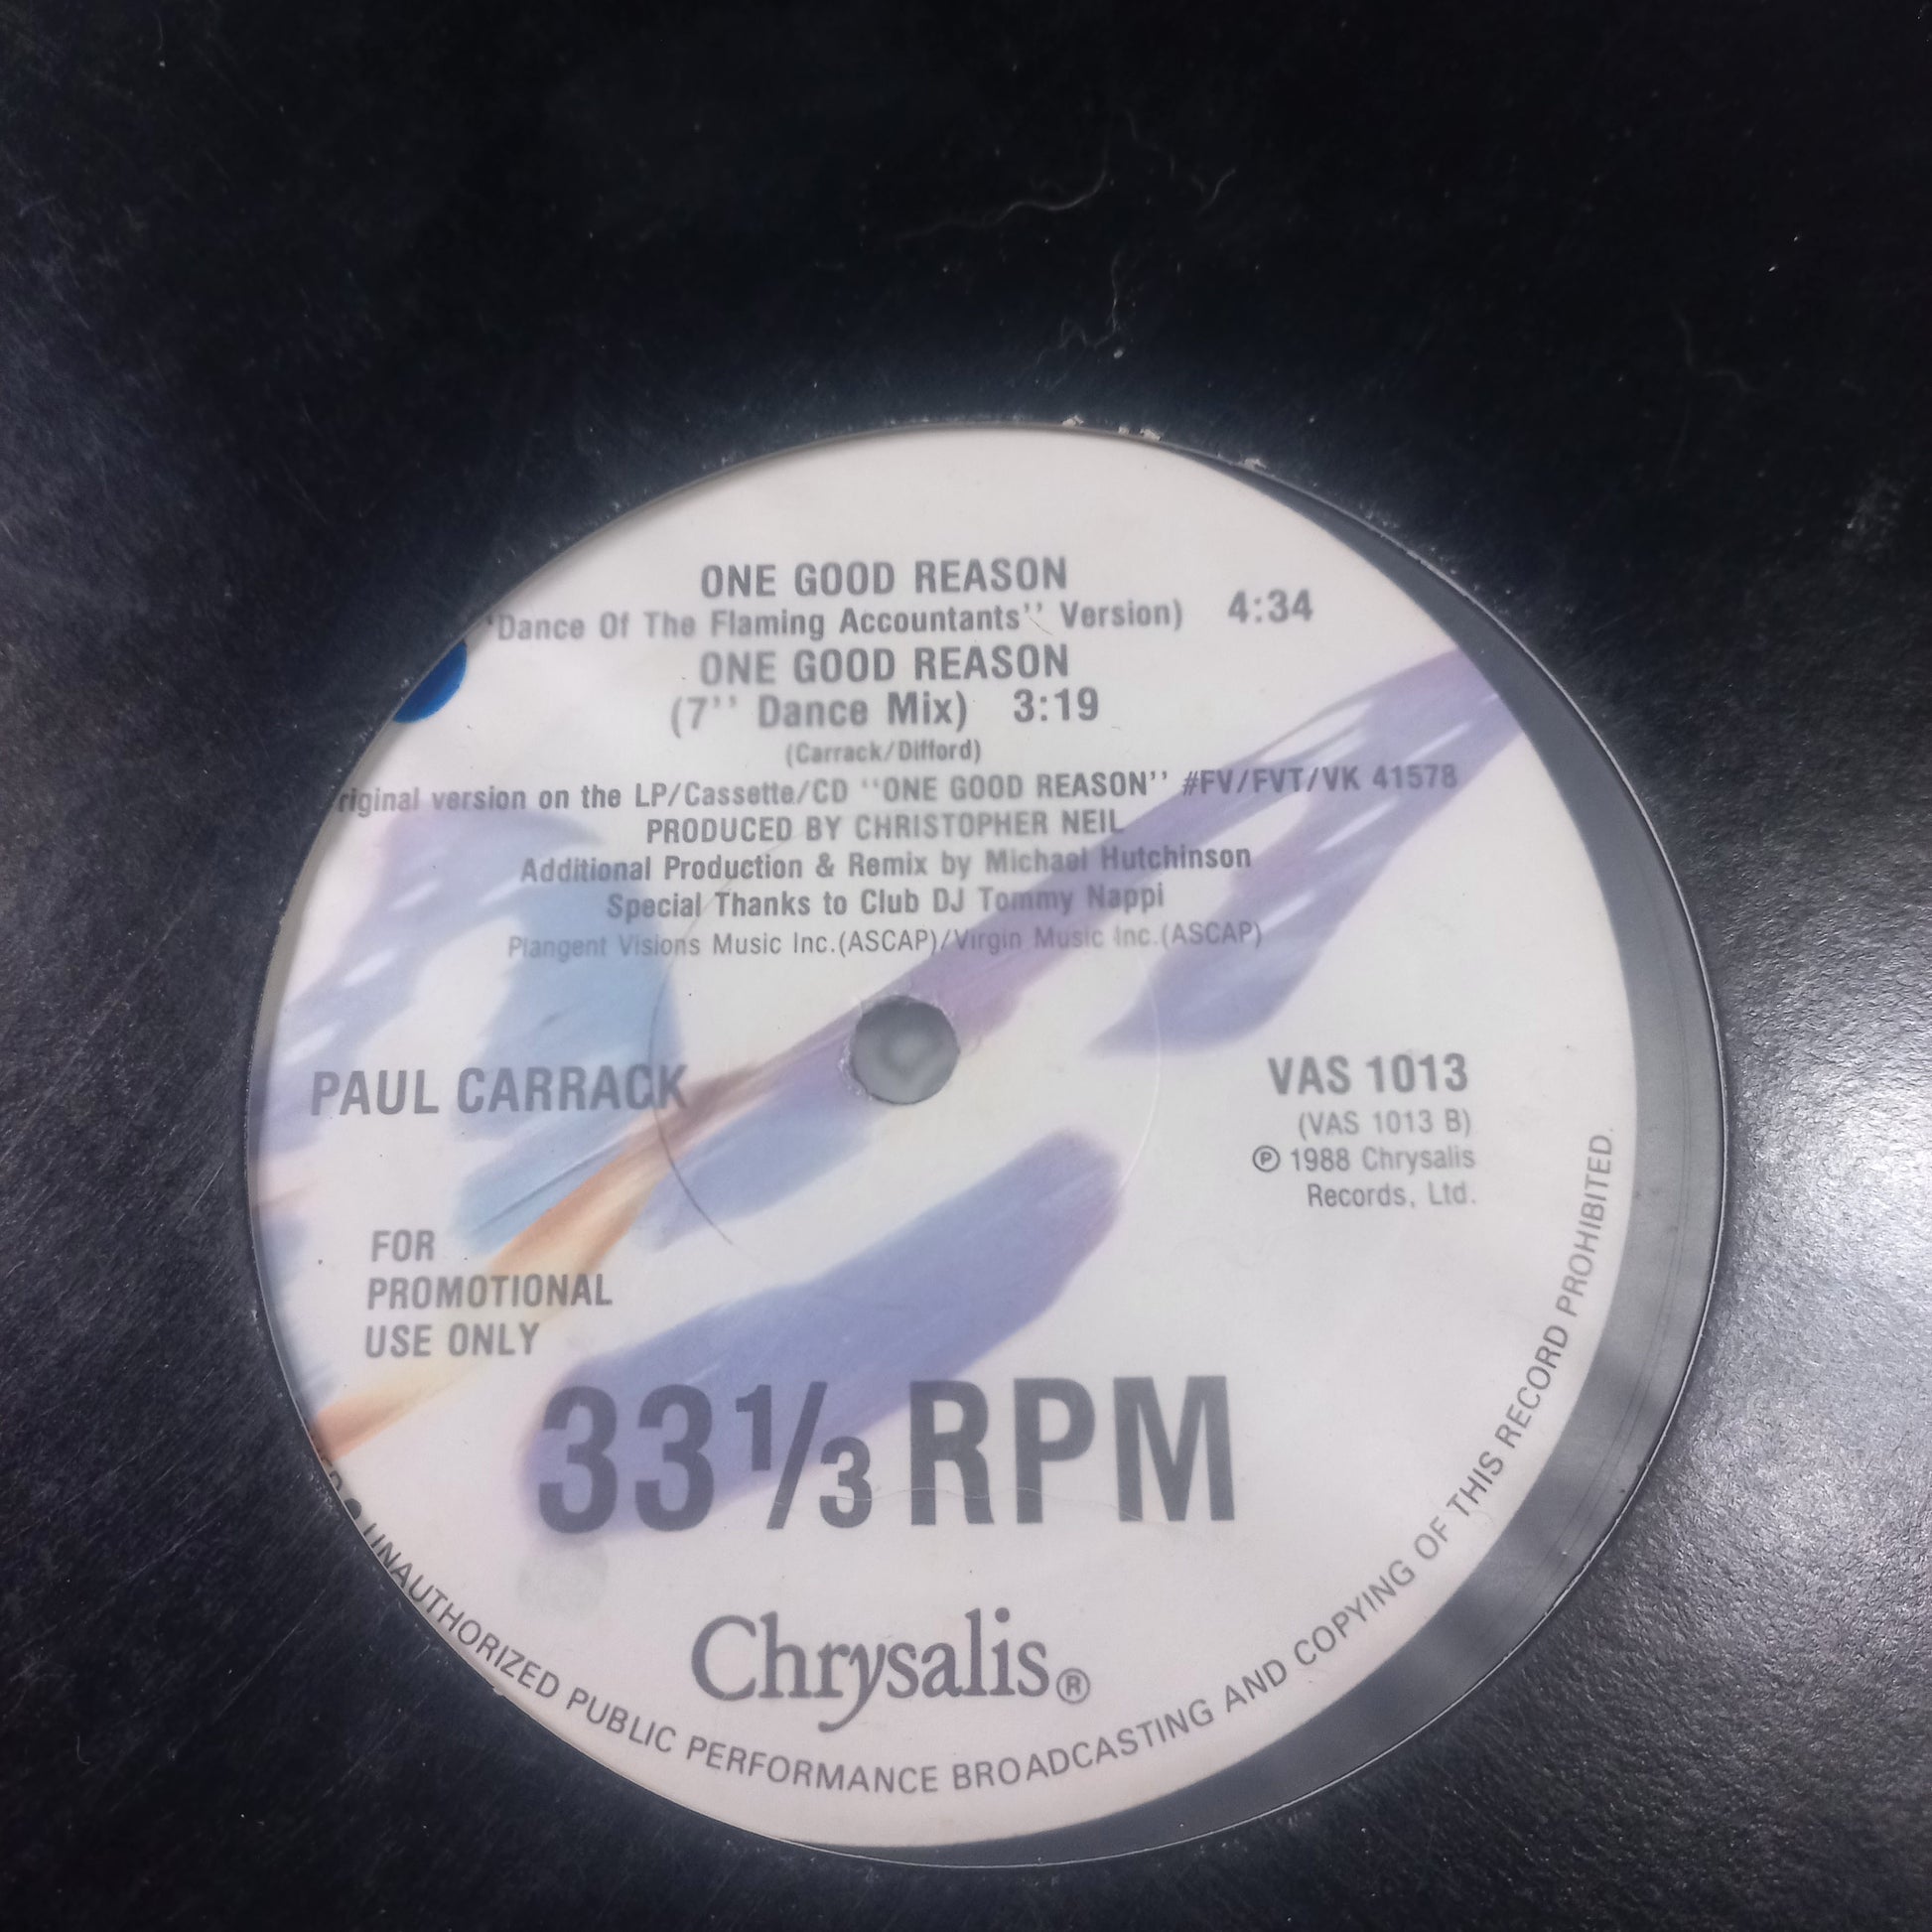 ONE GOOD REASON
'Dance Of The Flaming Accountants'' Version) 4:34
ONE GOOD REASON
(7'' Dance Mix) 3:19
(Carrack/Difford)
riginal version on the LP/Cassette/CD ''ONE GOOD REASON'' #FV/FVT/VK 41578
PRODUCED BY CHRISTOPHER NEIL
Additional Production & Remix by Michael Hutchinson
Special Thanks to Club DJ Tommy Nappi
Plangent Visions Music Inc.(ASCAP)/Virgin Music Inc.(ASCAP)
PAUL CARRACK
VAS 1013
(VAS 1013 B)
℗ 1988 Chrysalis
Records, Ltd.
FOR
PROMOTIONAL
USE ONLY
33 1/3 RPM
Chrysalis®
UNAUTHORIZED PUBLIC PERFORMANCE BROADCASTING AND COPYING OF THIS RECORD PROHIBITED.